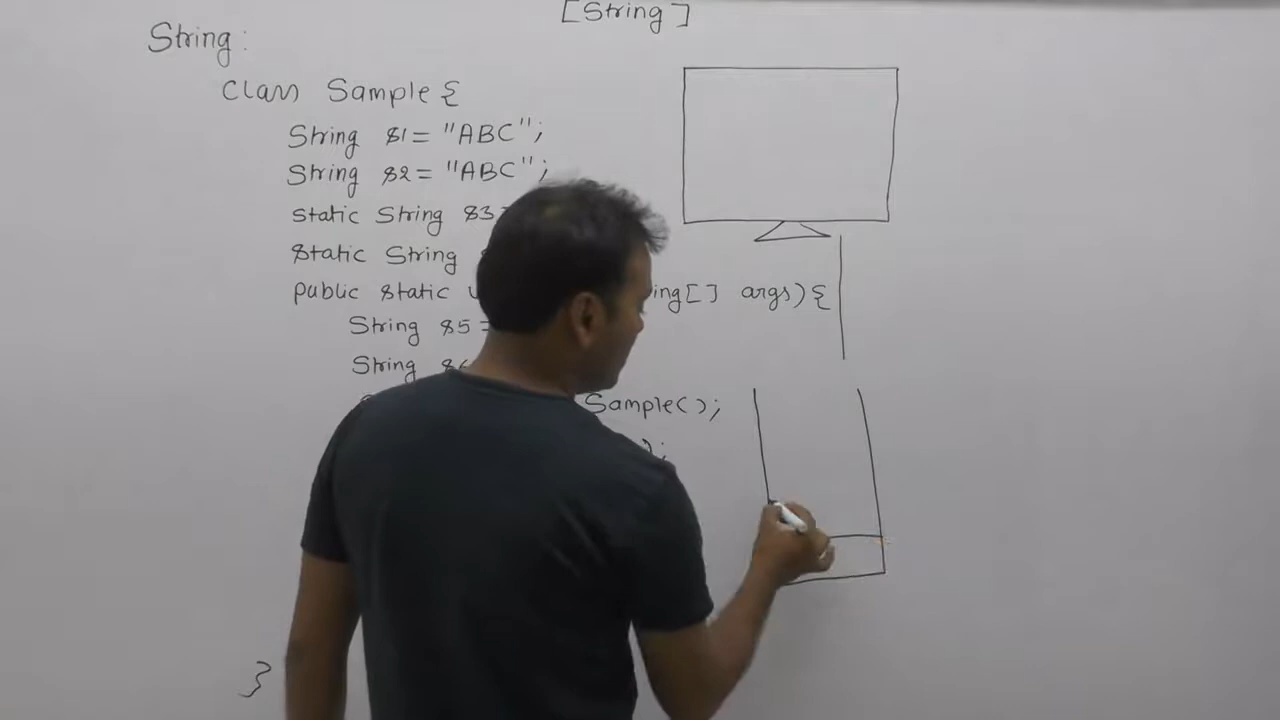 [String]
String:
class Sample {
String s1 = "ABC";
String s2 = "ABC";
static String s3
static String
public static ing[] args) {
String s5 =
String
Sample();
);
}